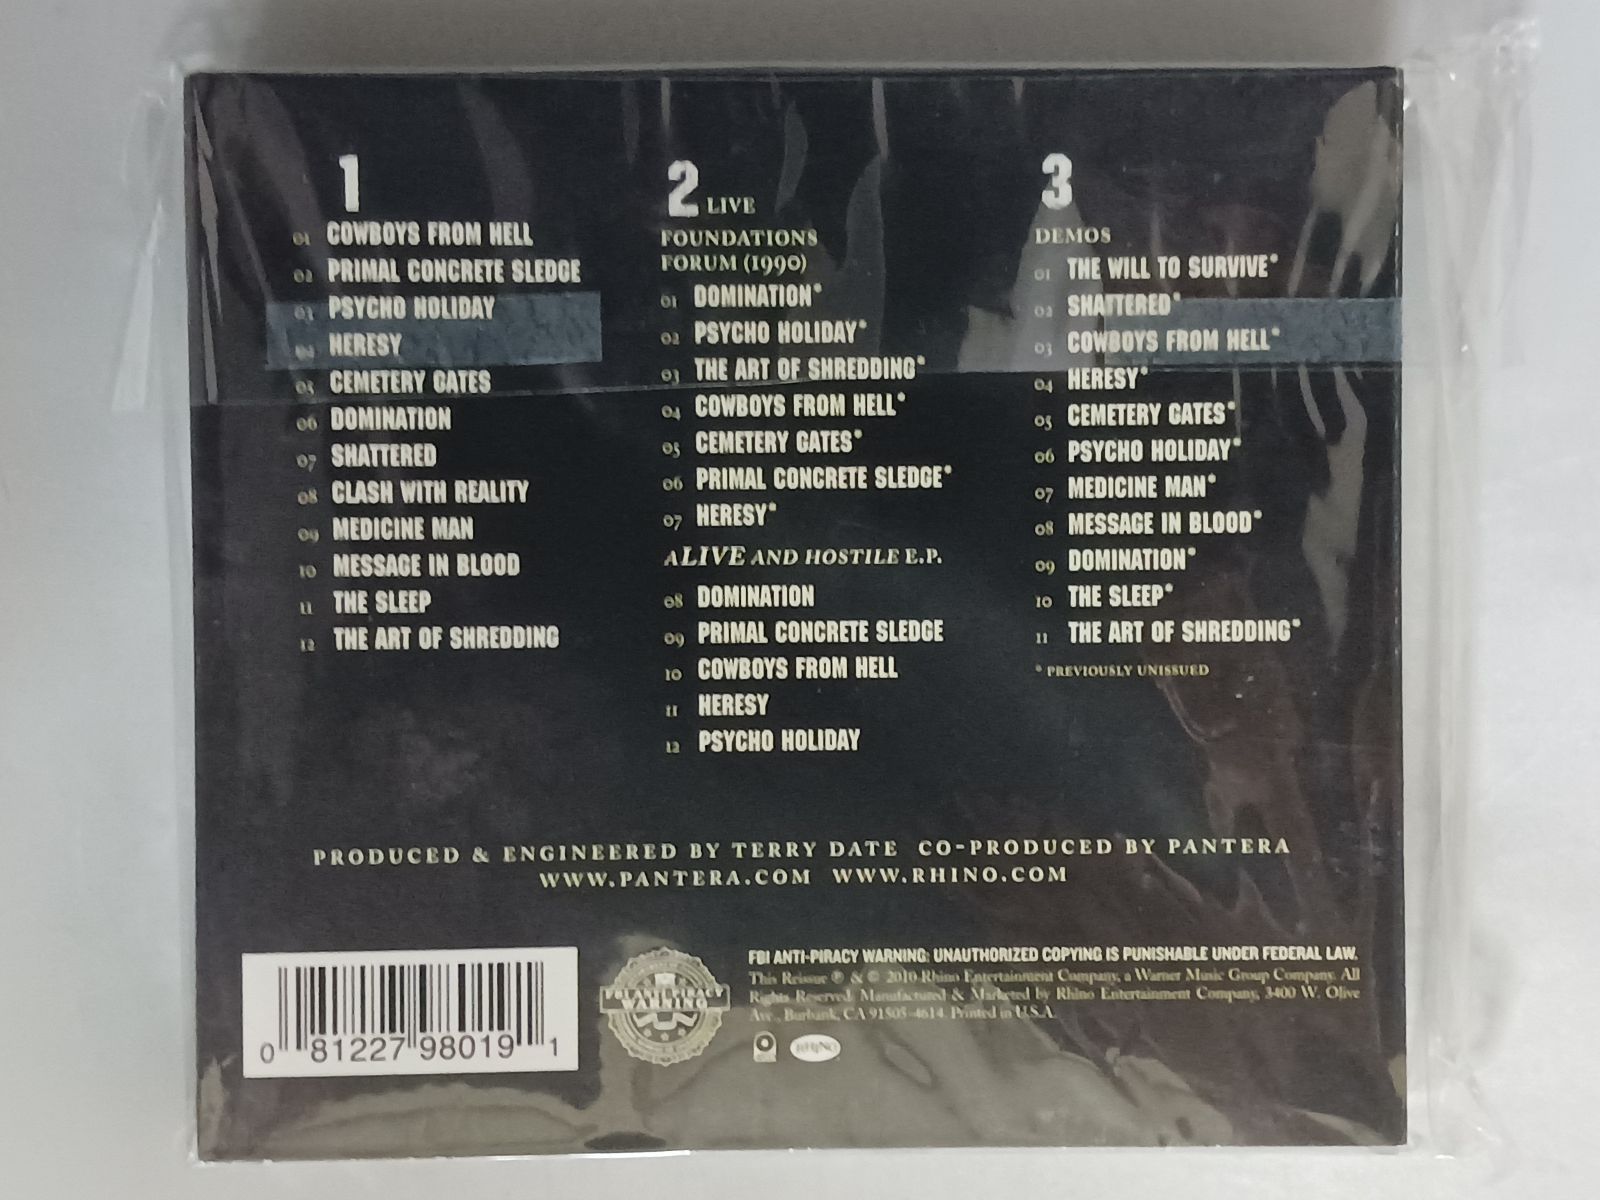 1
01 COWBOYS FROM HELL
02 PRIMAL CONCRETE SLEDGE
03 PSYCHO HOLIDAY
04 HERESY
05 CEMETERY GATES
06 DOMINATION
07 SHATTERED
08 CLASH WITH REALITY
09 MEDICINE MAN
10 MESSAGE IN BLOOD
11 THE SLEEP
12 THE ART OF SHREDDING
2 LIVE
FOUNDATIONS
FORUM (1990)
01 DOMINATION*
02 PSYCHO HOLIDAY*
03 THE ART OF SHREDDING*
04 COWBOYS FROM HELL*
05 CEMETERY GATES*
06 PRIMAL CONCRETE SLEDGE*
07 HERESY*
ALIVE AND HOSTILE E.P.
08 DOMINATION
09 PRIMAL CONCRETE SLEDGE
10 COWBOYS FROM HELL
11 HERESY
12 PSYCHO HOLIDAY
3
DEMOS
01 THE WILL TO SURVIVE*
02 SHATTERED*
03 COWBOYS FROM HELL*
04 HERESY*
05 CEMETERY GATES*
06 PSYCHO HOLIDAY*
07 MEDICINE MAN*
08 MESSAGE IN BLOOD*
09 DOMINATION*
10 THE SLEEP*
11 THE ART OF SHREDDING*
* PREVIOUSLY UNISSUED
PRODUCED & ENGINEERED BY TERRY DATE CO-PRODUCED BY PANTERA
WWW.PANTERA.COM WWW.RHINO.COM
0 81227 98019 1
FBI ANTI-PIRACY
WARNING
FBI ANTI-PIRACY WARNING: UNAUTHORIZED COPYING IS PUNISHABLE UNDER FEDERAL LAW.
This Reissue ℗ & © 2010 Rhino Entertainment Company, a Warner Music Group Company. All
Rights Reserved. Manufactured & Marketed by Rhino Entertainment Company, 3400 W. Olive
Ave., Burbank, CA 91505-4614. Printed in U.S.A.
RHINO